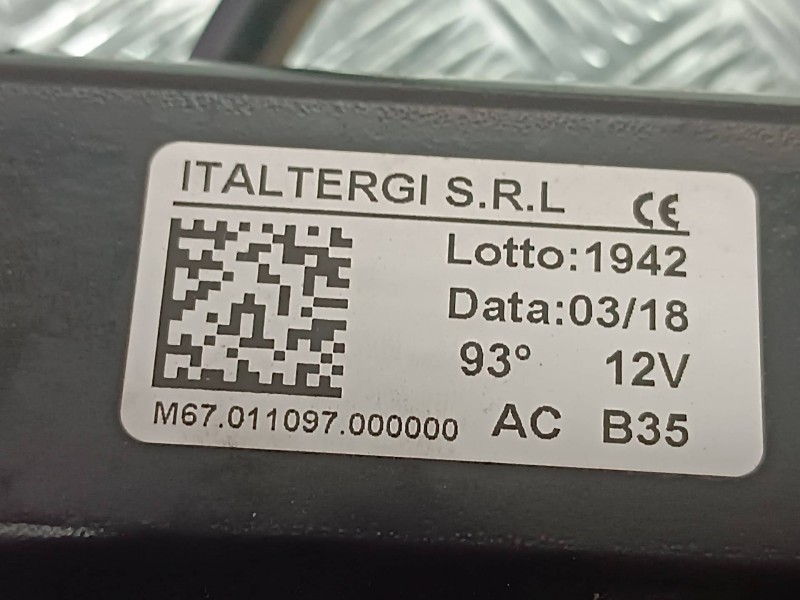 ITALTERGI S.R.L
CE
Lotto:1942
Data:03/18
93° 12V
M67.011097.000000 AC B35